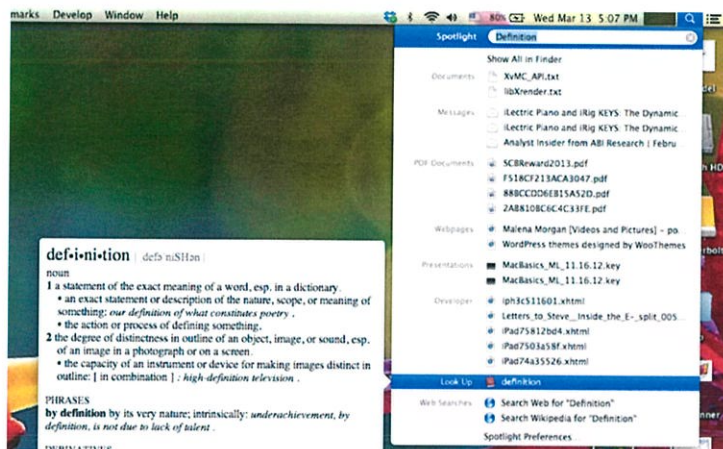 marks Develop Window Help
80% Wed Mar 13 5:07 PM
Spotlight Definition
Show All in Finder
Documents XvMC_API.txt
libXrender.txt
Messages iLectric Piano and iRig KEYS: The Dynamic...
iLectric Piano and iRig KEYS: The Dynamic...
Analyst Insider from ABI Research | Febru
PDF Documents SCBReward2013.pdf
F518CF213ACA3047.pdf
88BCCDD6EB15A52D.pdf
2AB810BC6C4C33FE.pdf
Webpages Malena Morgan [Videos and Pictures] – po...
WordPress themes designed by WooThemes
Presentations MacBasics_ML_11.16.12.key
MacBasics_ML_11.16.12.key
Developer iph3c511601.xhtml
Letters_to_Steve__Inside_the_E-_split_005...
iPad75812bd4.xhtml
iPad7503a58f.xhtml
iPad74a35526.xhtml
Look Up definition
Web Searches Search Web for "Definition"
Search Wikipedia for "Definition"
Spotlight Preferences...
def•i•ni•tion | ˌdefəˈniSHən |
noun
1 a statement of the exact meaning of a word, esp. in a dictionary.
• an exact statement or description of the nature, scope, or meaning of
something: our definition of what constitutes poetry .
• the action or process of defining something.
2 the degree of distinctness in outline of an object, image, or sound, esp.
of an image in a photograph or on a screen.
• the capacity of an instrument or device for making images distinct in
outline: [ in combination ] : high-definition television .
PHRASES
by definition by its very nature; intrinsically: underachievement, by
definition, is not due to lack of talent .
DERIVATIVES